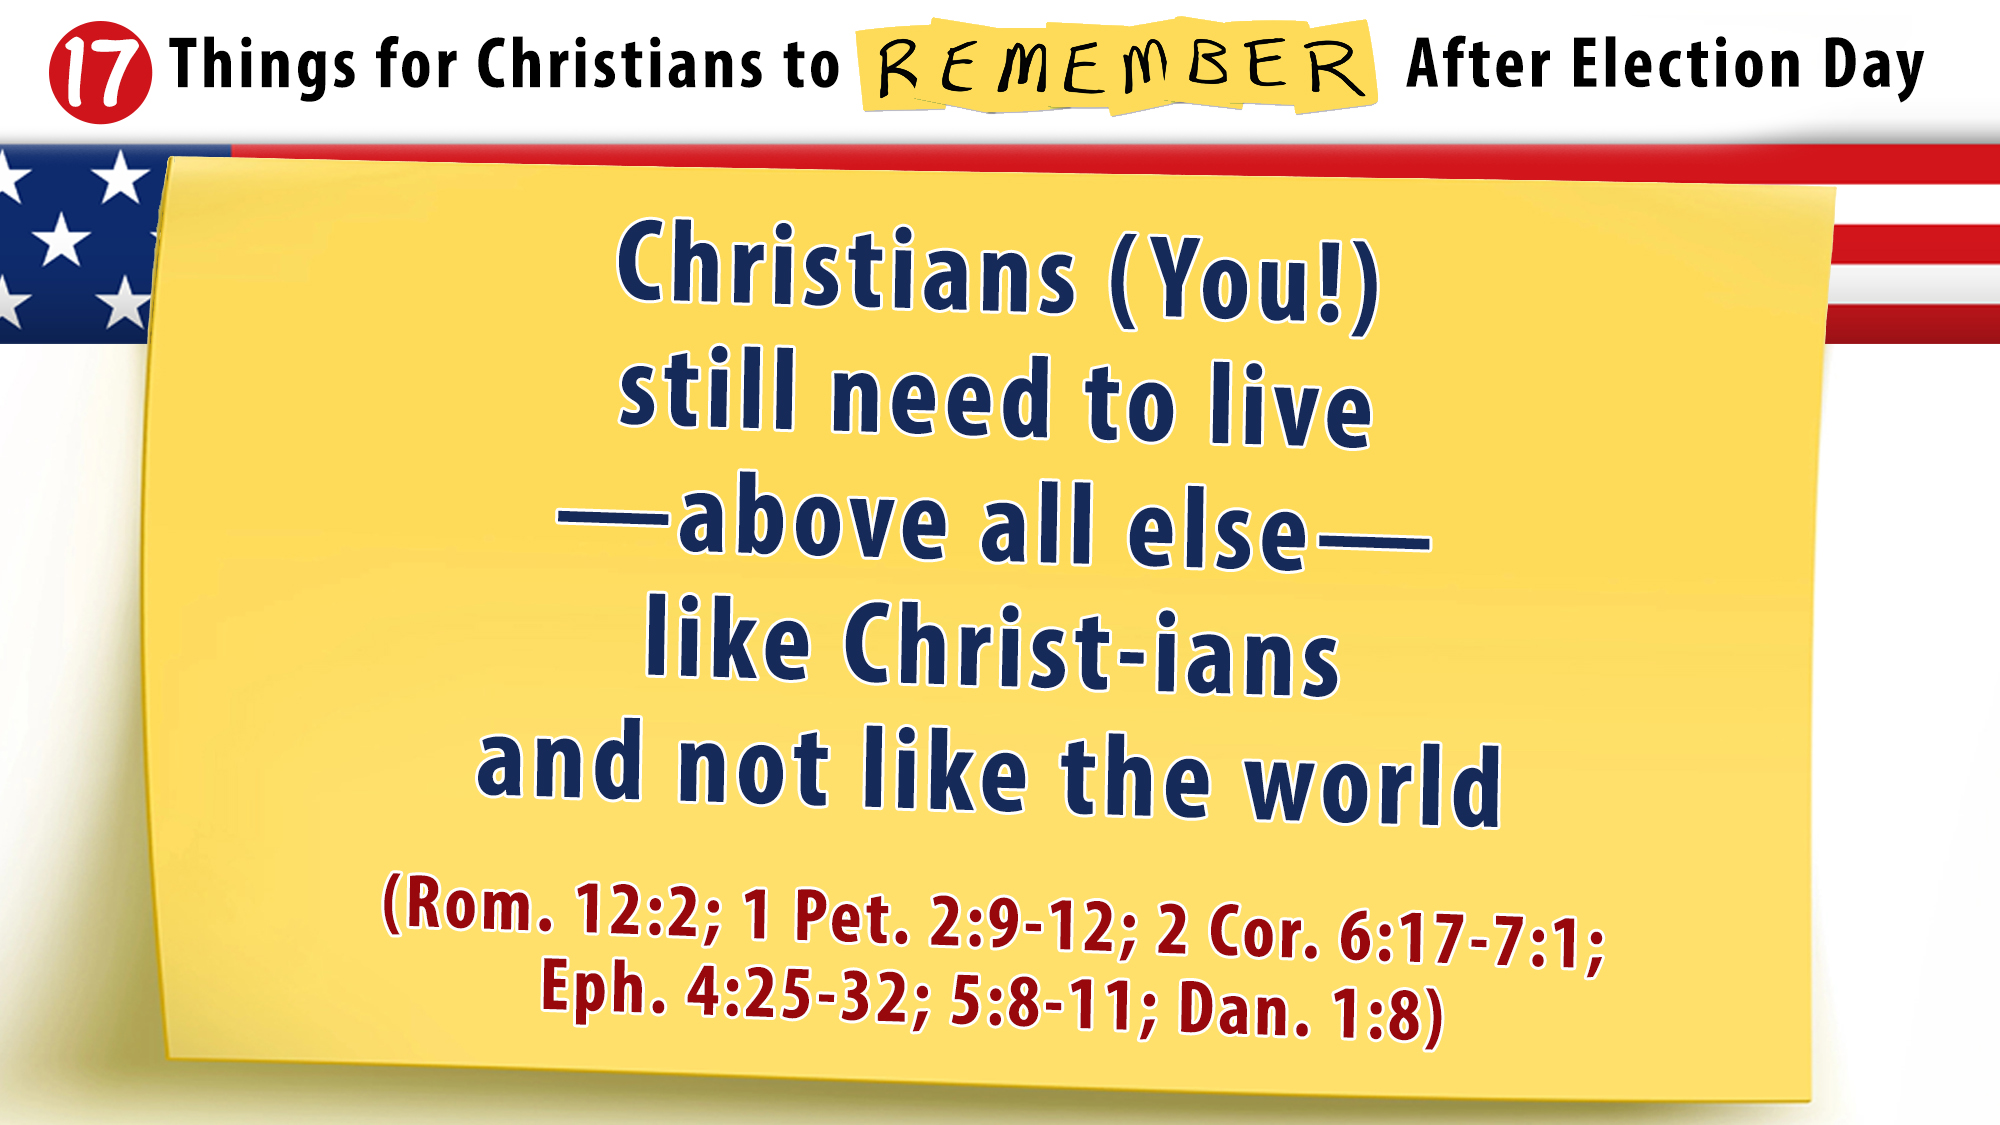 17 Things for Christians to REMEMBER After Election Day
Christians (You!)
still need to live
—above all else—
like Christ-ians
and not like the world
(Rom. 12:2; 1 Pet. 2:9-12; 2 Cor. 6:17-7:1;
Eph. 4:25-32; 5:8-11; Dan. 1:8)